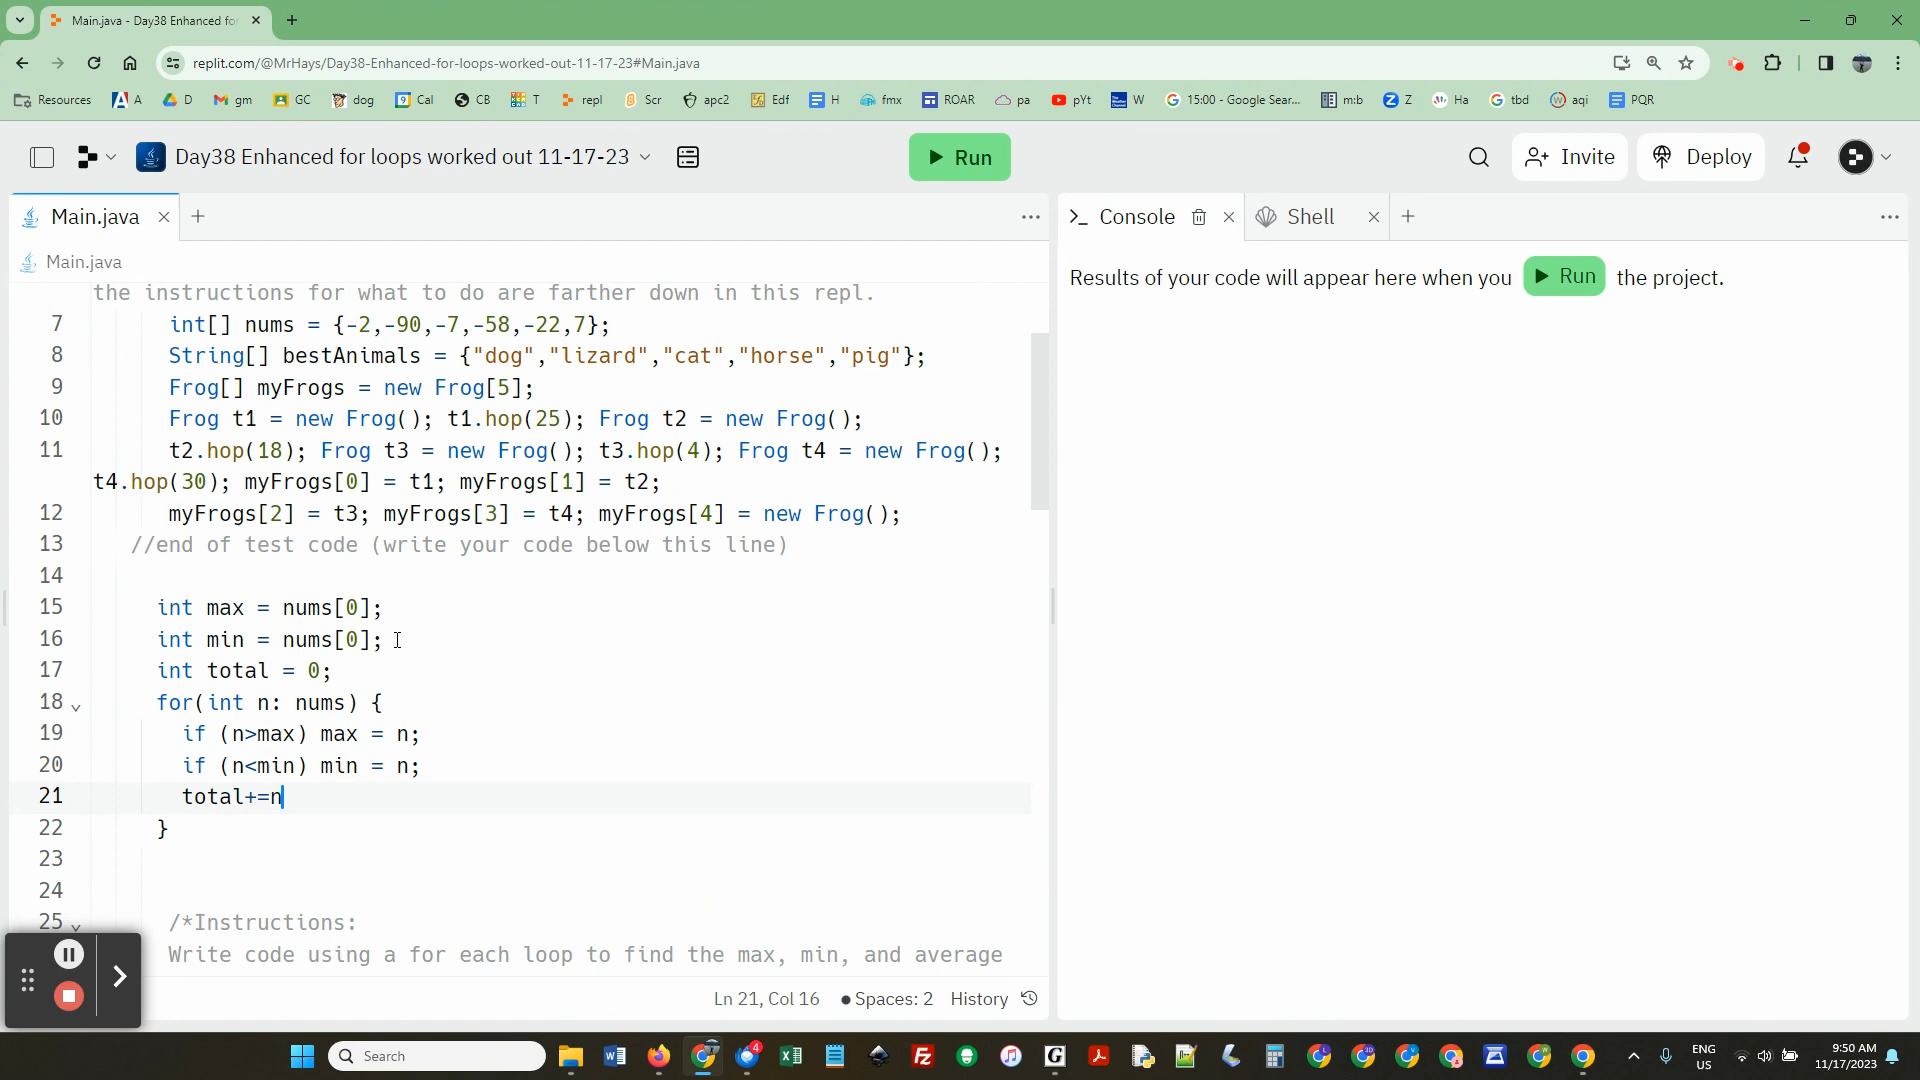 Main.java - Day38 Enhanced for
replit.com/@MrHays/Day38-Enhanced-for-loops-worked-out-11-17-23#Main.java
Resources A D gm GC dog Cal CB T repl Scr apc2 Edf H fmx ROAR pa pYt W 15:00 - Google Sear... m:b Z Ha tbd aqi PQR
Day38 Enhanced for loops worked out 11-17-23 Run Invite Deploy
Main.java Console Shell
Main.java
Results of your code will appear here when you Run the project.
the instructions for what to do are farther down in this repl.
7 int[] nums = {-2,-90,-7,-58,-22,7};
8 String[] bestAnimals = {"dog","lizard","cat","horse","pig"};
9 Frog[] myFrogs = new Frog[5];
10 Frog t1 = new Frog(); t1.hop(25); Frog t2 = new Frog();
11 t2.hop(18); Frog t3 = new Frog(); t3.hop(4); Frog t4 = new Frog();
t4.hop(30); myFrogs[0] = t1; myFrogs[1] = t2;
12 myFrogs[2] = t3; myFrogs[3] = t4; myFrogs[4] = new Frog();
13 //end of test code (write your code below this line)
14
15 int max = nums[0];
16 int min = nums[0];
17 int total = 0;
18 for(int n: nums) {
19 if (n>max) max = n;
20 if (n<min) min = n;
21 total+=n
22 }
23
24
25 /*Instructions:
Write code using a for each loop to find the max, min, and average
Ln 21, Col 16 Spaces: 2 History
Search
4
ENG
US
9:50 AM
11/17/2023